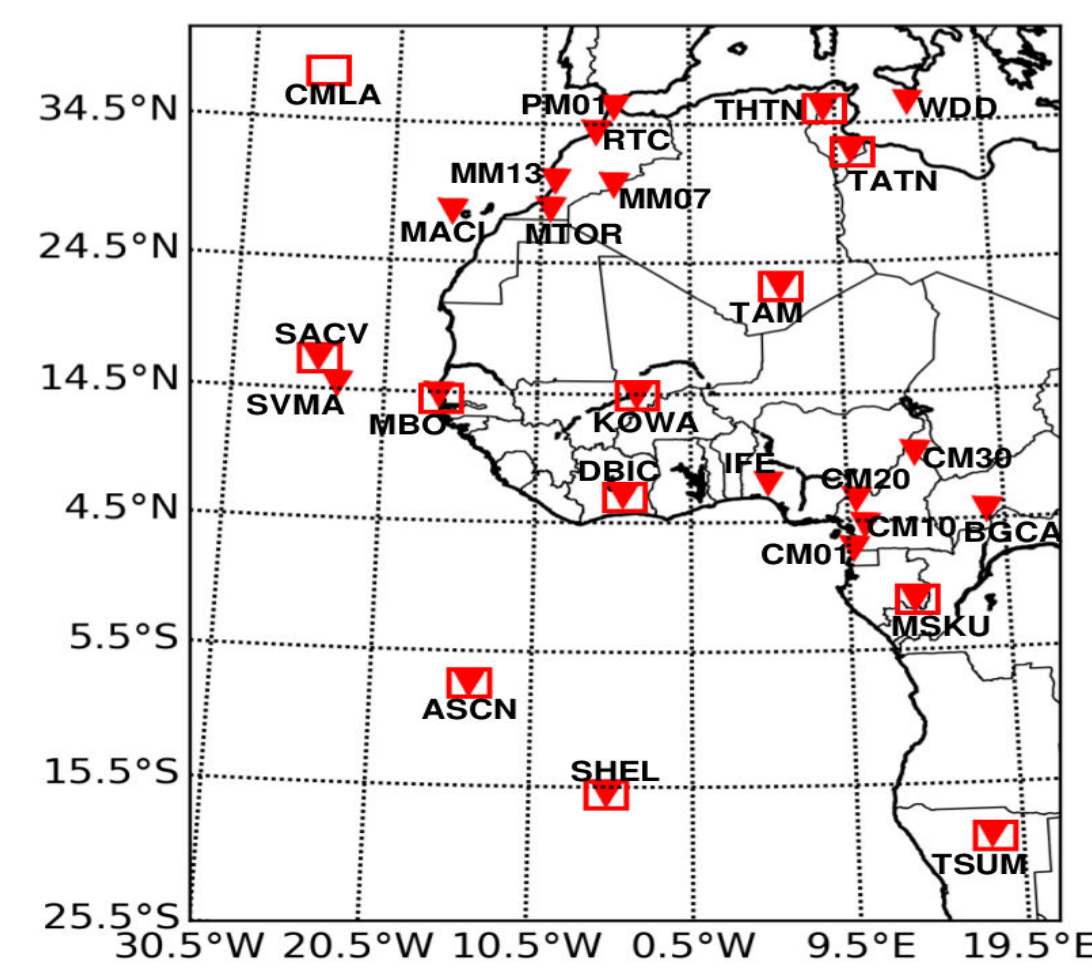 CMLA
34.5°N
PM01
THTN
WDD
RTC
TATN
MM13
MM07
MACI
MTOR
24.5°N
TAM
SACV
14.5°N
SVMA
MBO
KOWA
DBIC
IFE
CM30
CM20
4.5°N
CM10
BGCA
CM01
MSKU
5.5°S
ASCN
SHEL
15.5°S
TSUM
25.5°S
30.5°W 20.5°W 10.5°W 0.5°W 9.5°E 19.5°E